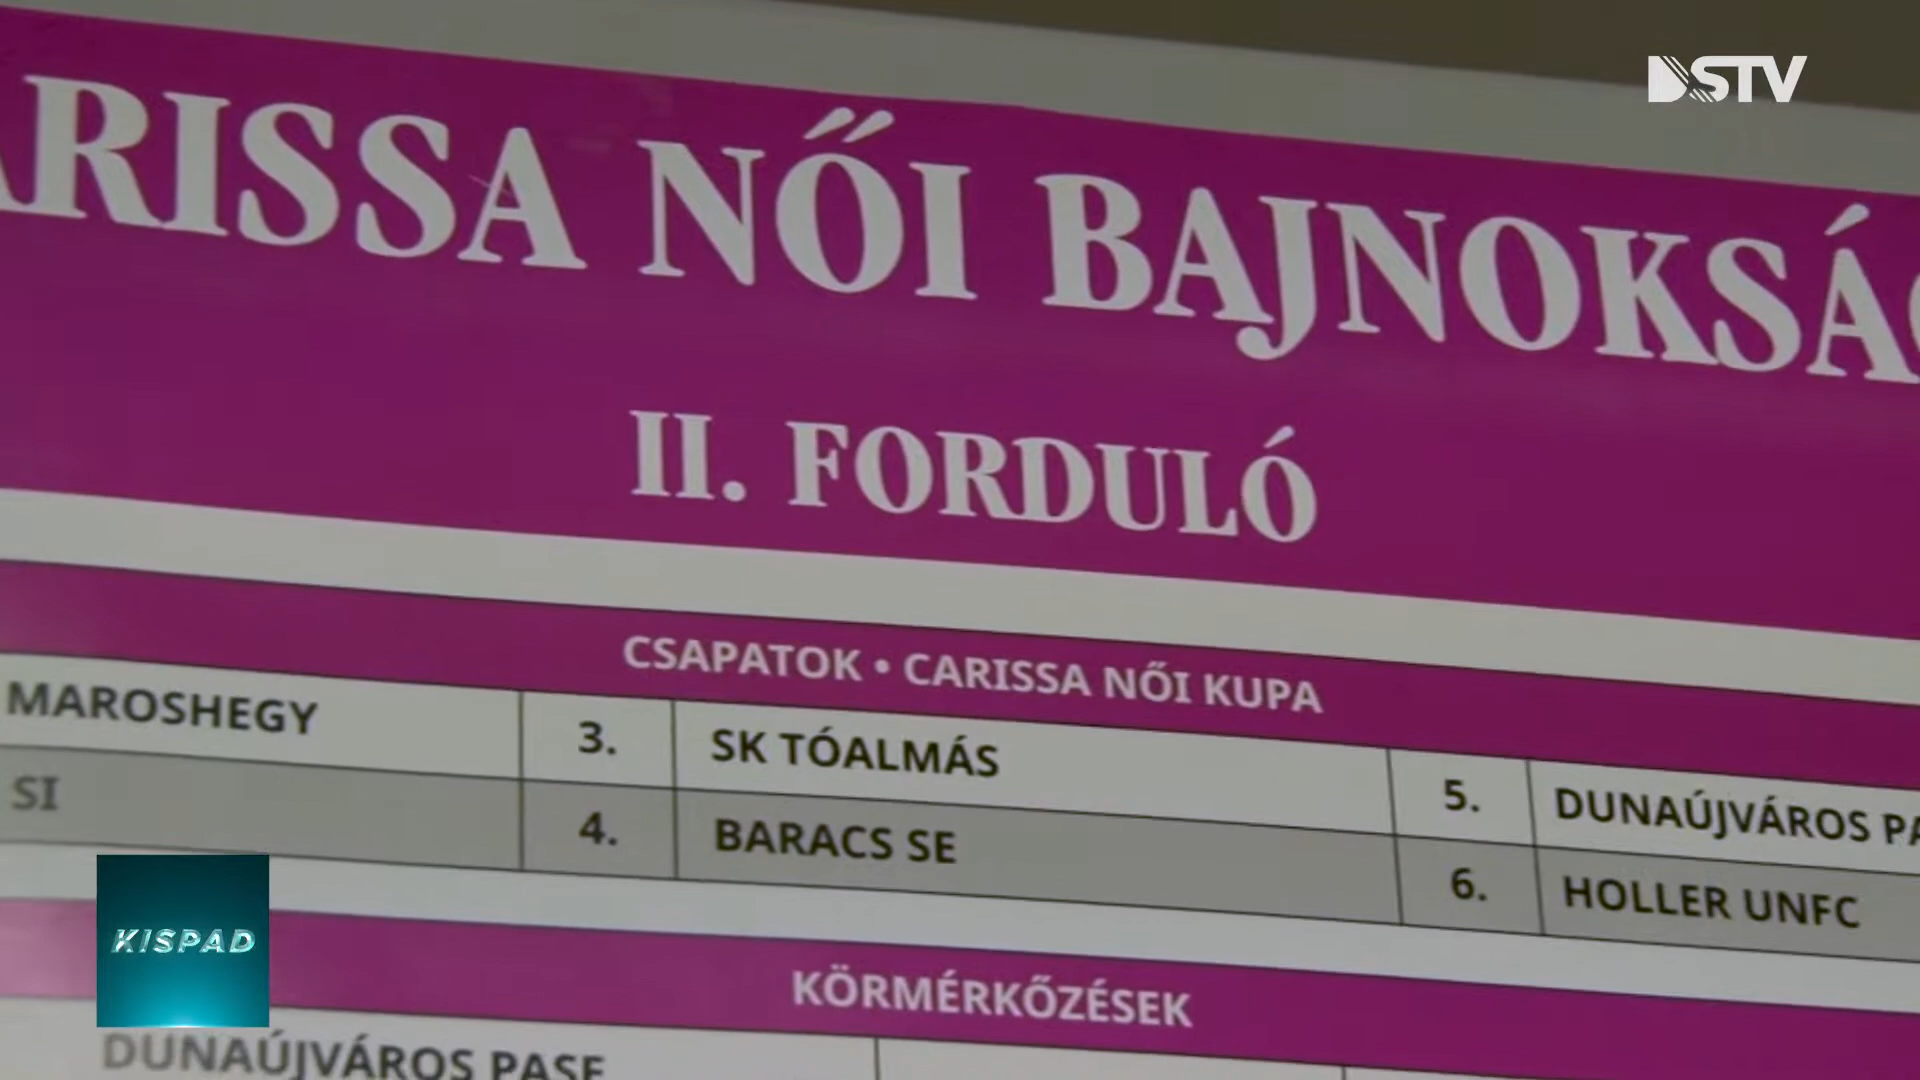 DSTV
ARISSA NŐI BAJNOKSÁG
II. FORDULÓ
CSAPATOK • CARISSA NŐI KUPA
MAROSHEGY 3. SK TÓALMÁS 5. DUNAÚJVÁROS PA
SI 4. BARACS SE 6. HOLLER UNFC
KISPAD
KÖRMÉRKŐZÉSEK
DUNAÚJVÁROS PASE